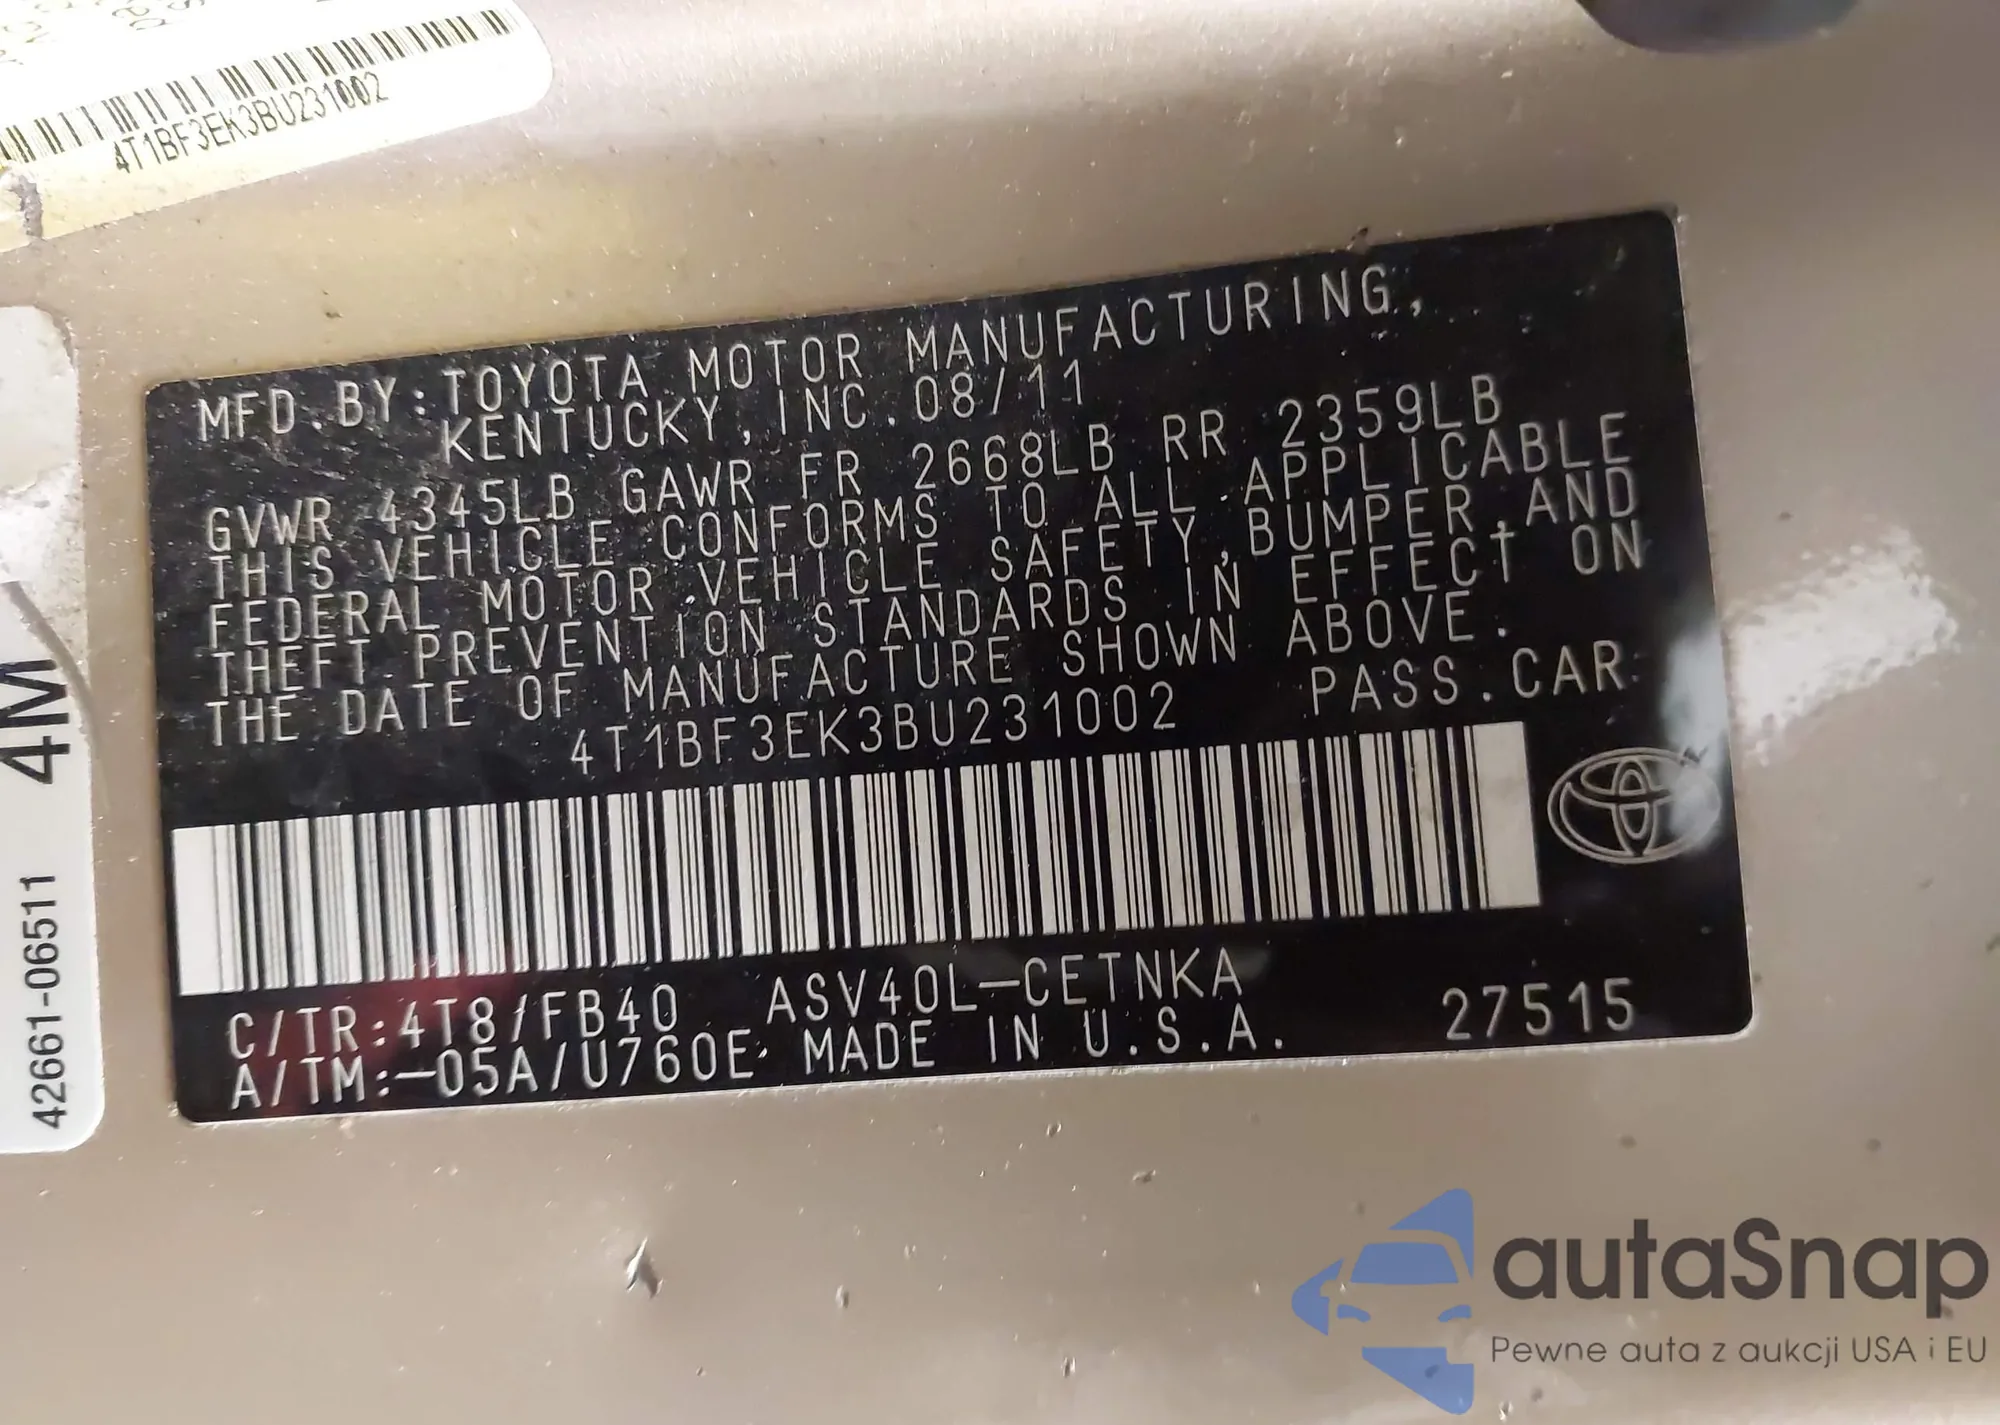 4T1BF3EK3BU231002
MFD.BY:TOYOTA MOTOR MANUFACTURING,
KENTUCKY,INC.08/11
GVWR 4345LB GAWR FR 2668LB RR 2359LB
THIS VEHICLE CONFORMS TO ALL APPLICABLE
FEDERAL MOTOR VEHICLE SAFETY,BUMPER,AND
THEFT PREVENTION STANDARDS IN EFFECT ON
THE DATE OF MANUFACTURE SHOWN ABOVE.
4T1BF3EK3BU231002 PASS.CAR
C/TR:4T8/FB40 ASV40L-CETNKA
A/TM:-05A/U760E MADE IN U.S.A. 27515
4M
42661-06511
autaSnap
Pewne auta z aukcji USA i EU